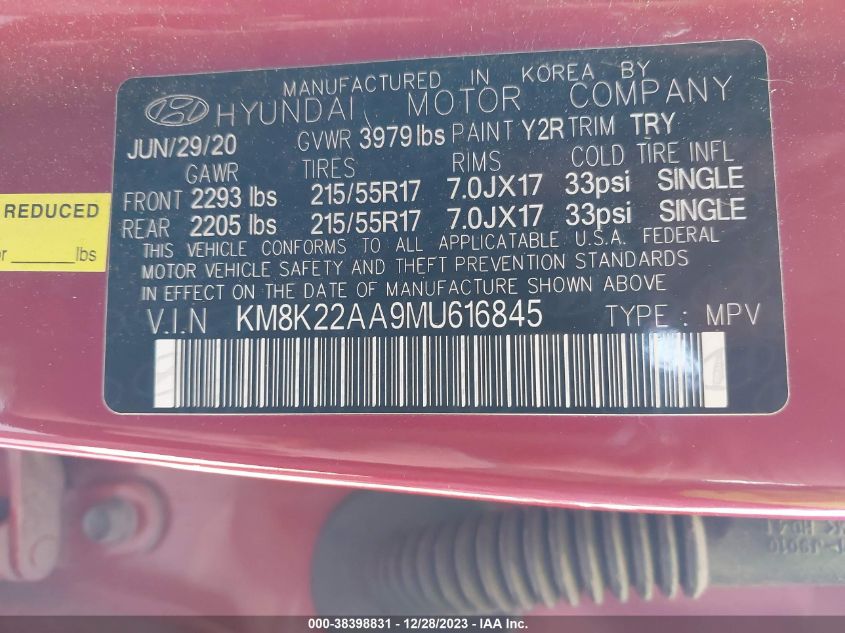 MANUFACTURED IN KOREA BY
HYUNDAI MOTOR COMPANY
JUN/29/20 GVWR 3979 lbs PAINT Y2R TRIM TRY
GAWR TIRES RIMS COLD TIRE INFL
FRONT 2293 lbs 215/55R17 7.0JX17 33psi SINGLE
REAR 2205 lbs 215/55R17 7.0JX17 33psi SINGLE
THIS VEHICLE CONFORMS TO ALL APPLICATABLE U.S.A. FEDERAL
MOTOR VEHICLE SAFETY AND THEFT PREVENTION STANDARDS
IN EFFECT ON THE DATE OF MANUFACTURE SHOWN ABOVE
V.I.N KM8K22AA9MU616845 TYPE : MPV
REDUCED
lbs
000-38398831 - 12/28/2023 - IAA Inc.